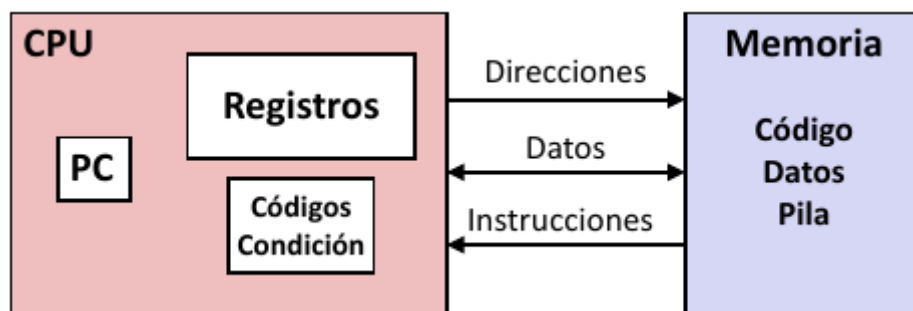 CPU
Registros
PC
Códigos
Condición
Direcciones
Datos
Instrucciones
Memoria
Código
Datos
Pila